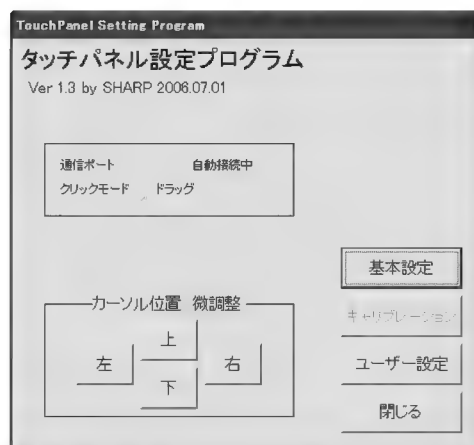 TouchPanel Setting Program
タッチパネル設定プログラム
Ver 1.3 by SHARP 2006.07.01
通信ポート 自動接続中
クリックモード ドラッグ
基本設定
カーソル位置 微調整
キャリブレーション
上
左 右
ユーザー設定
下
閉じる